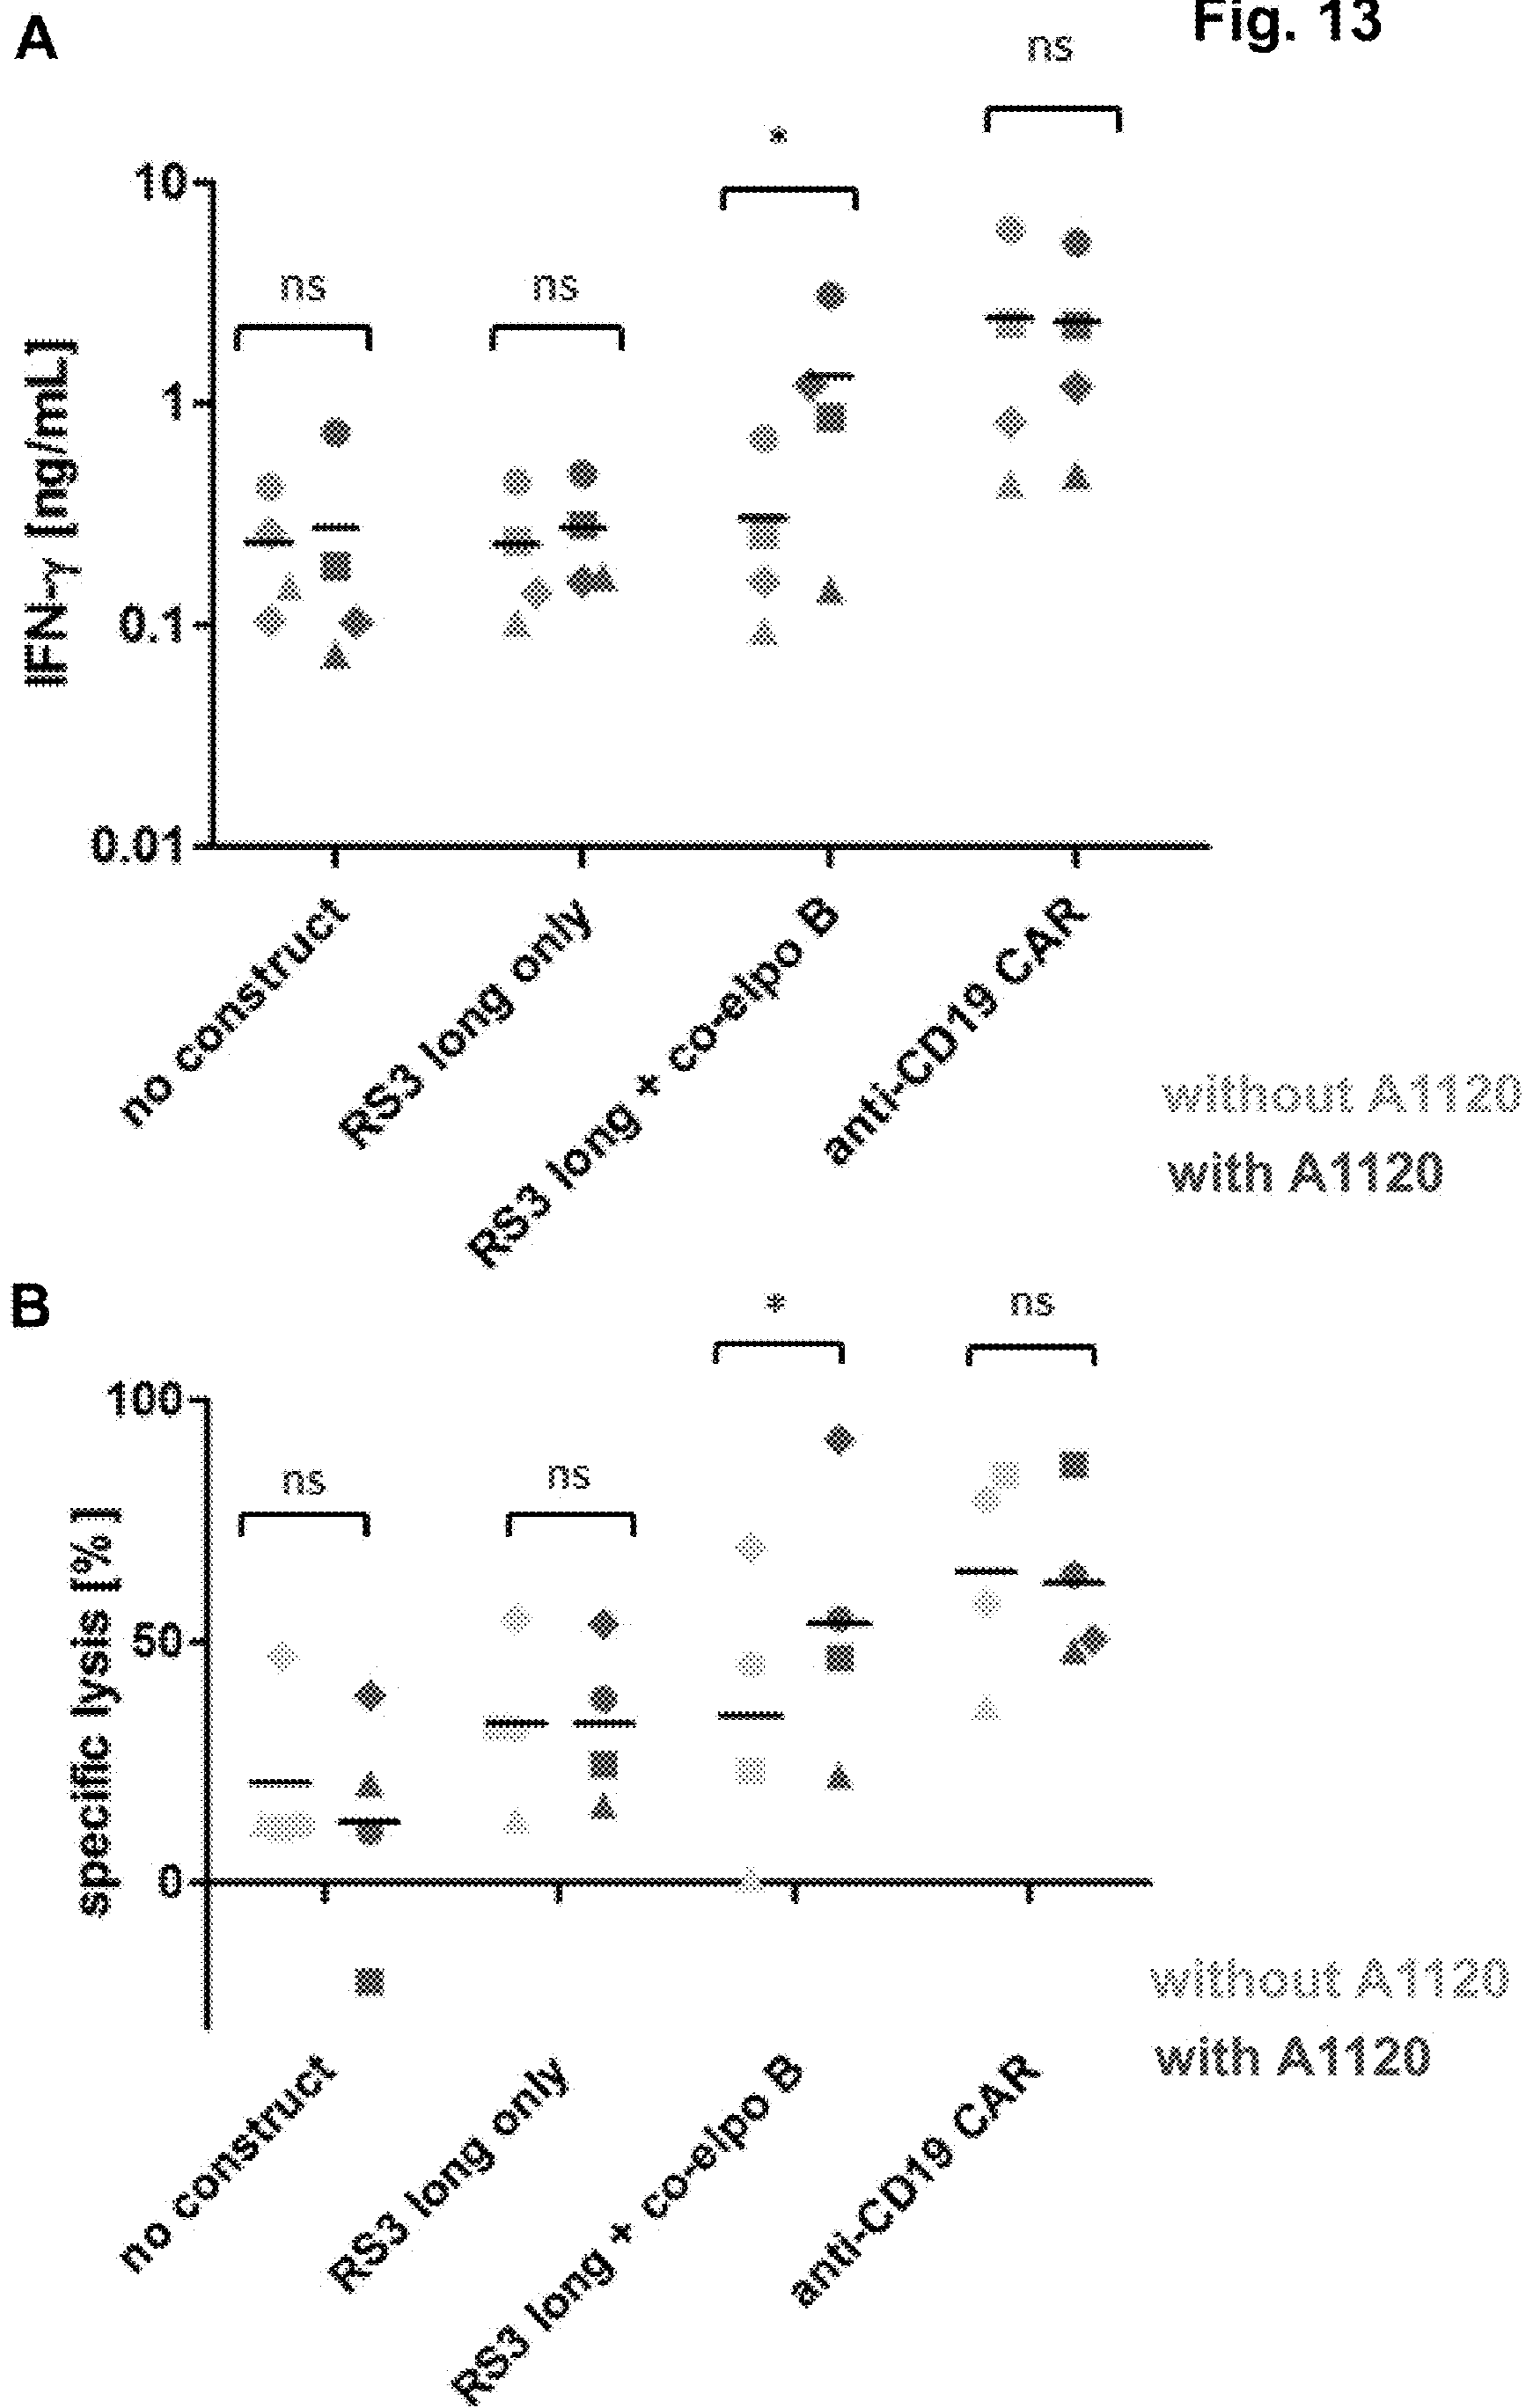 A
Fig. 13
ns
*
10
ns
ns
IFN-γ [ng/mL]
1
0.1
0.01
no construct
RS3 long only
RS3 long + co-eipo B
anti-CD19 CAR
without A1120
with A1120
B
*
ns
100
ns
ns
specific lysis [%]
50
0
without A1120
with A1120
no construct
RS3 long only
RS3 long + co-eipo B
anti-CD19 CAR